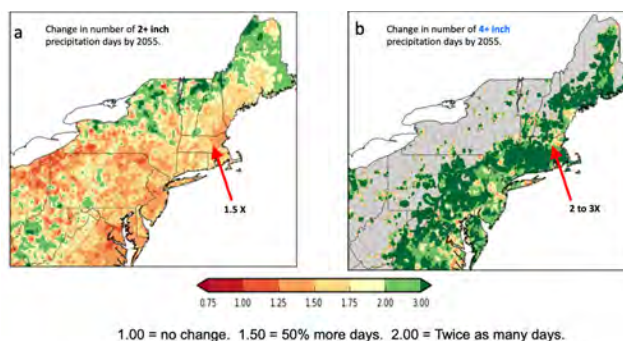 a
Change in number of 2+ inch
precipitation days by 2055.
1.5 X
b
Change in number of 4+ inch
precipitation days by 2055.
2 to 3X
0.75 1.00 1.25 1.50 1.75 2.00 3.00
1.00 = no change. 1.50 = 50% more days. 2.00 = Twice as many days.